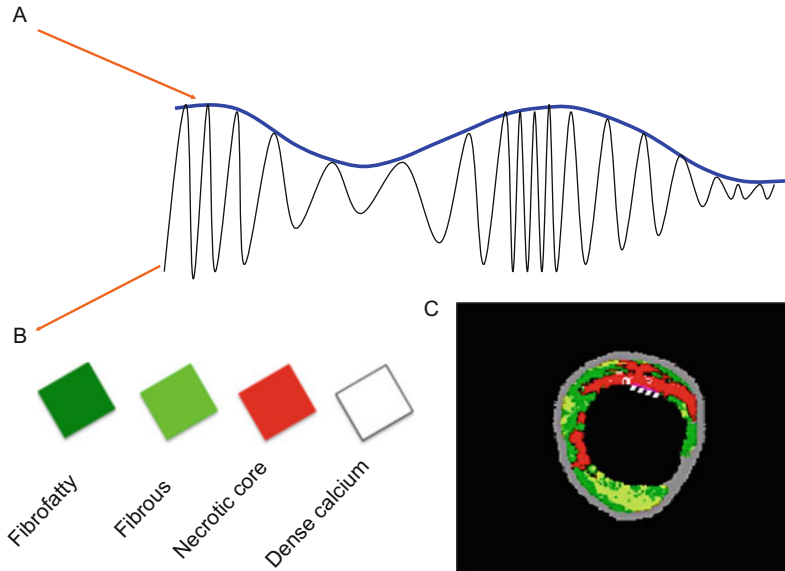 A
B
C
Fibrofatty
Fibrous
Necrotic core
Dense calcium